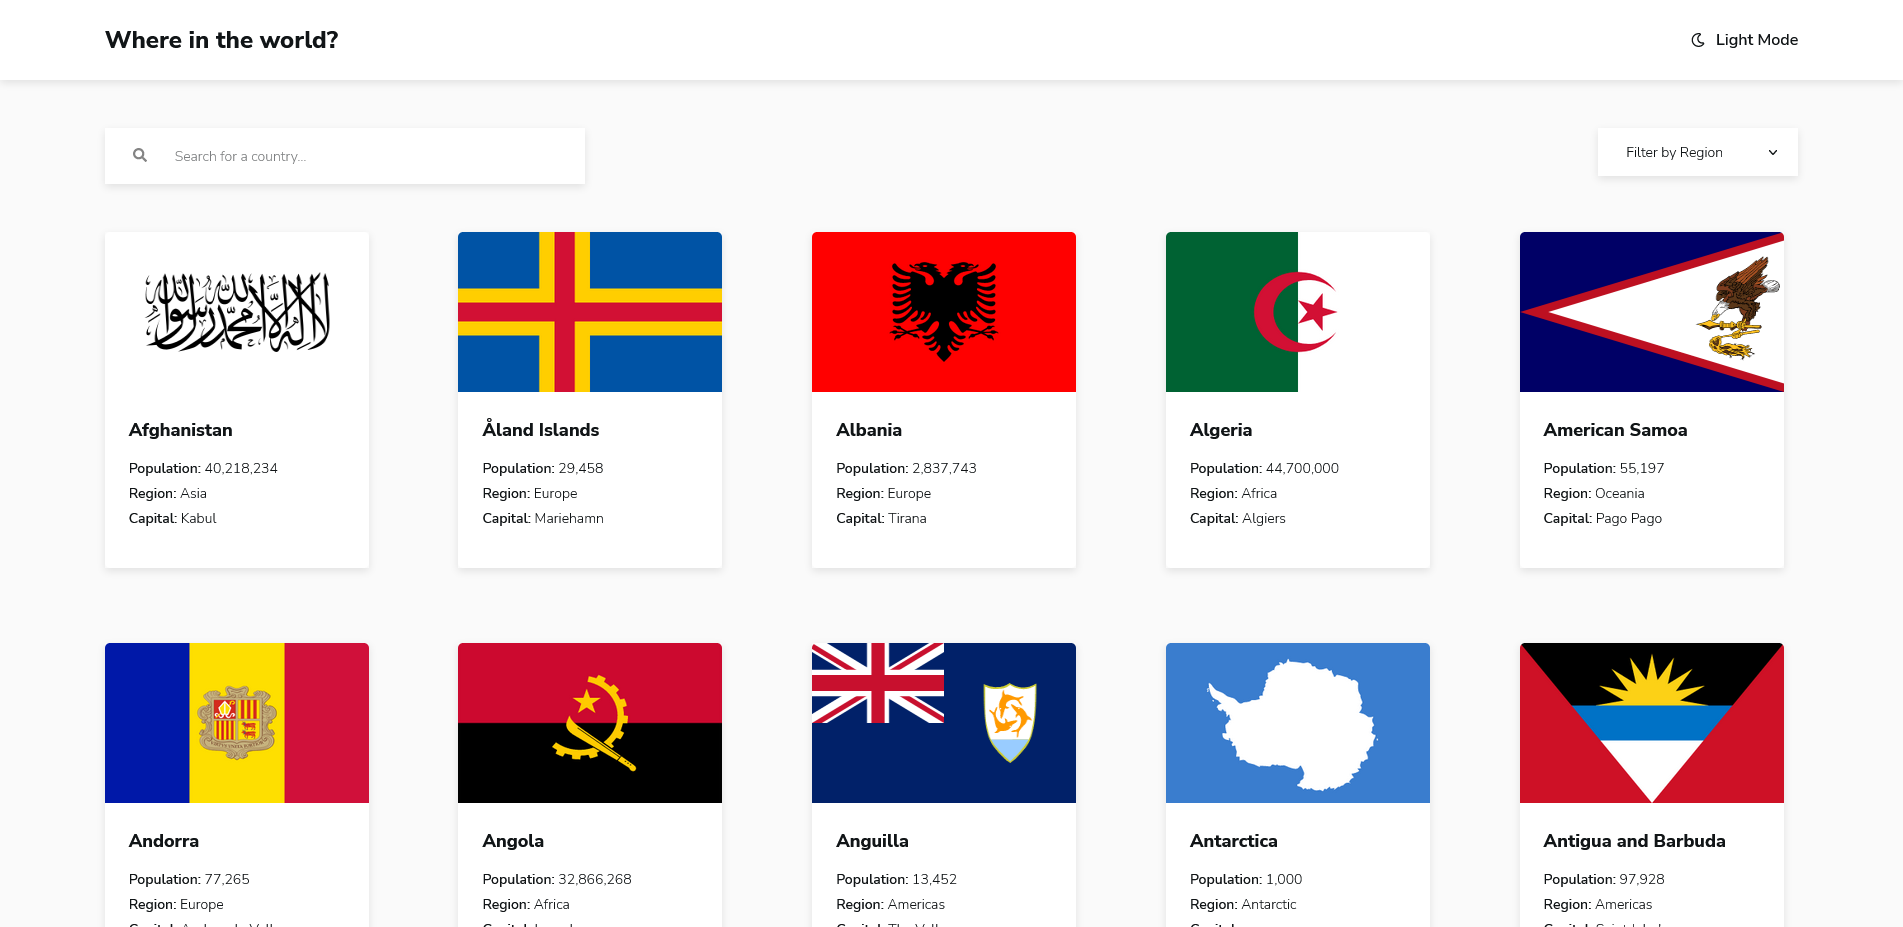 Where in the world?
Light Mode
Search for a country...
Filter by Region
Afghanistan
Population: 40,218,234
Region: Asia
Capital: Kabul
Åland Islands
Population: 29,458
Region: Europe
Capital: Mariehamn
Albania
Population: 2,837,743
Region: Europe
Capital: Tirana
Algeria
Population: 44,700,000
Region: Africa
Capital: Algiers
American Samoa
Population: 55,197
Region: Oceania
Capital: Pago Pago
لا إله إلا الله محمد رسول الله
Andorra
Population: 77,265
Region: Europe
Angola
Population: 32,866,268
Region: Africa
Anguilla
Population: 13,452
Region: Americas
Antarctica
Population: 1,000
Region: Antarctic
Antigua and Barbuda
Population: 97,928
Region: Americas